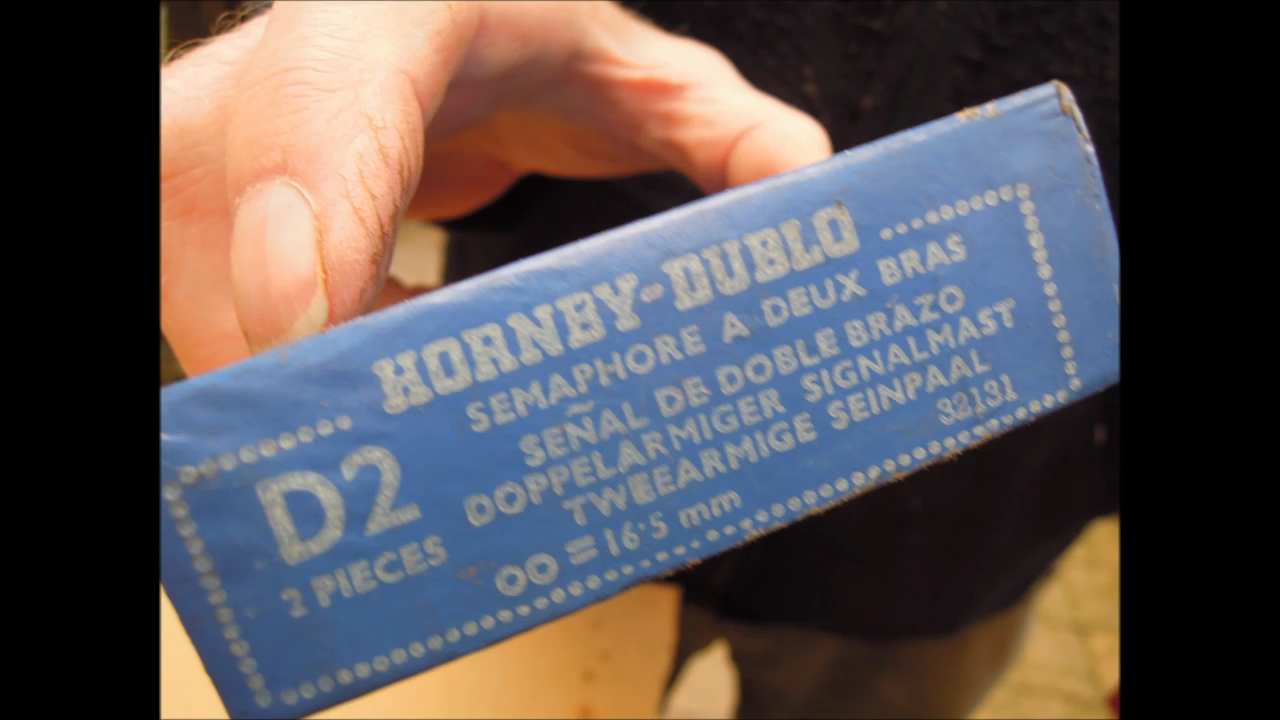 HORNBY-DUBLO
SEMAPHORE A DEUX BRAS
SEÑAL DE DOBLE BRAZO
DOPPELARMIGER SIGNALMAST
TWEEARMIGE SEINPAAL
32131
D2
2 PIECES
OO = 16·5 mm